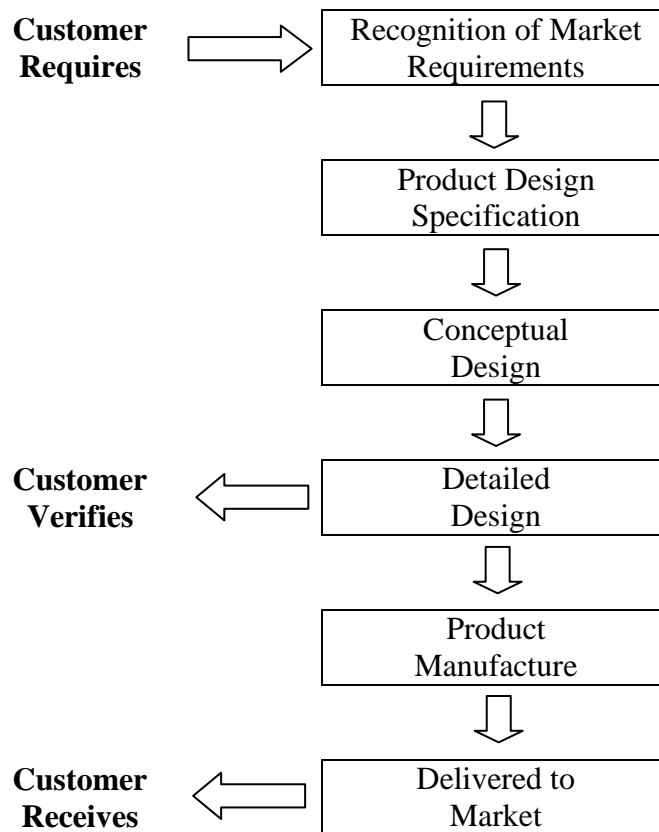 Customer
Requires
Recognition of Market
Requirements
Product Design
Specification
Conceptual
Design
Customer
Verifies
Detailed
Design
Product
Manufacture
Customer
Receives
Delivered to
Market